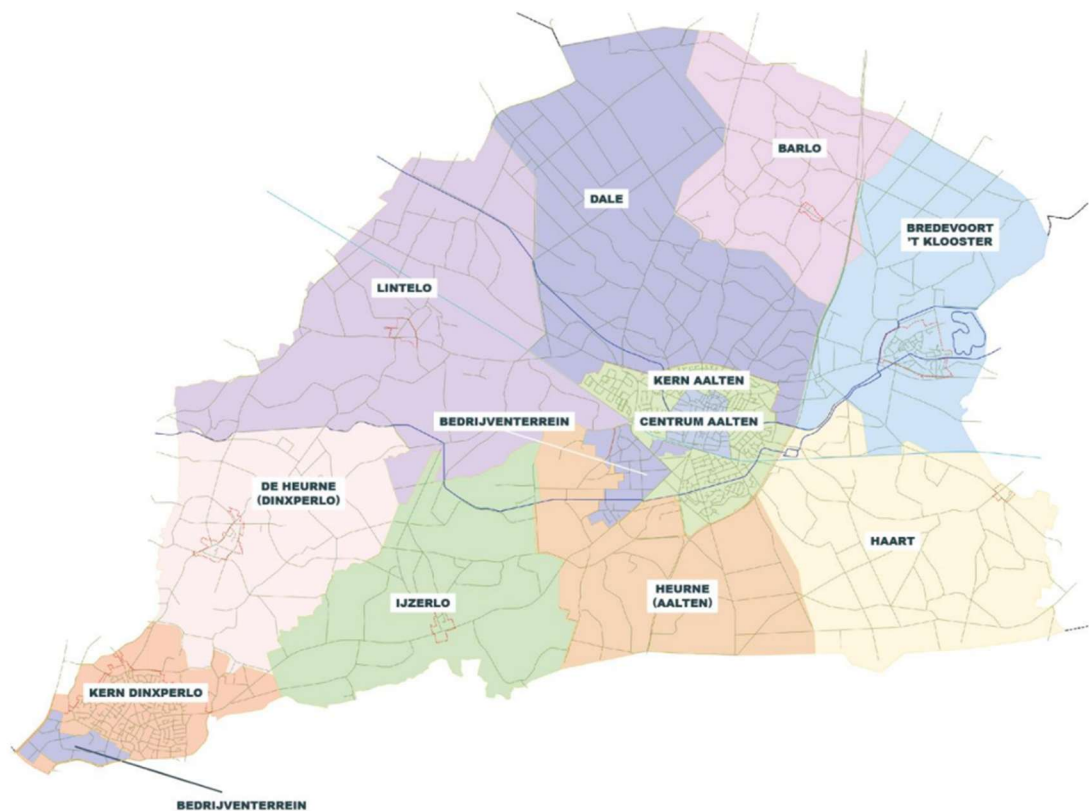 BARLO
DALE
BREDEVOORT
'T KLOOSTER
LINTELO
KERN AALTEN
BEDRIJVENTERREIN
CENTRUM AALTEN
DE HEURNE
(DINXPERLO)
HAART
HEURNE
(AALTEN)
IJZERLO
KERN DINXPERLO
BEDRIJVENTERREIN